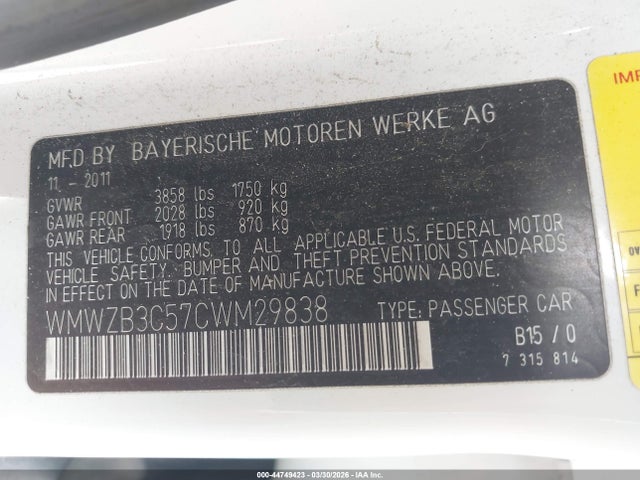 MFD BY BAYERISCHE MOTOREN WERKE AG
11 - 2011
GVWR 3858 lbs 1750 kg
GAWR FRONT 2028 lbs 920 kg
GAWR REAR 1918 lbs 870 kg
THIS VEHICLE CONFORMS TO ALL APPLICABLE U.S. FEDERAL MOTOR
VEHICLE SAFETY, BUMPER AND THEFT PREVENTION STANDARDS
IN EFFECT ON THE DATE OF MANUFACTURE SHOWN ABOVE.
WMWZB3C57CWM29838 TYPE: PASSENGER CAR
B15 / 0
7 315 814
IMP
000-44749423 - 03/30/2026 - IAA, Inc.